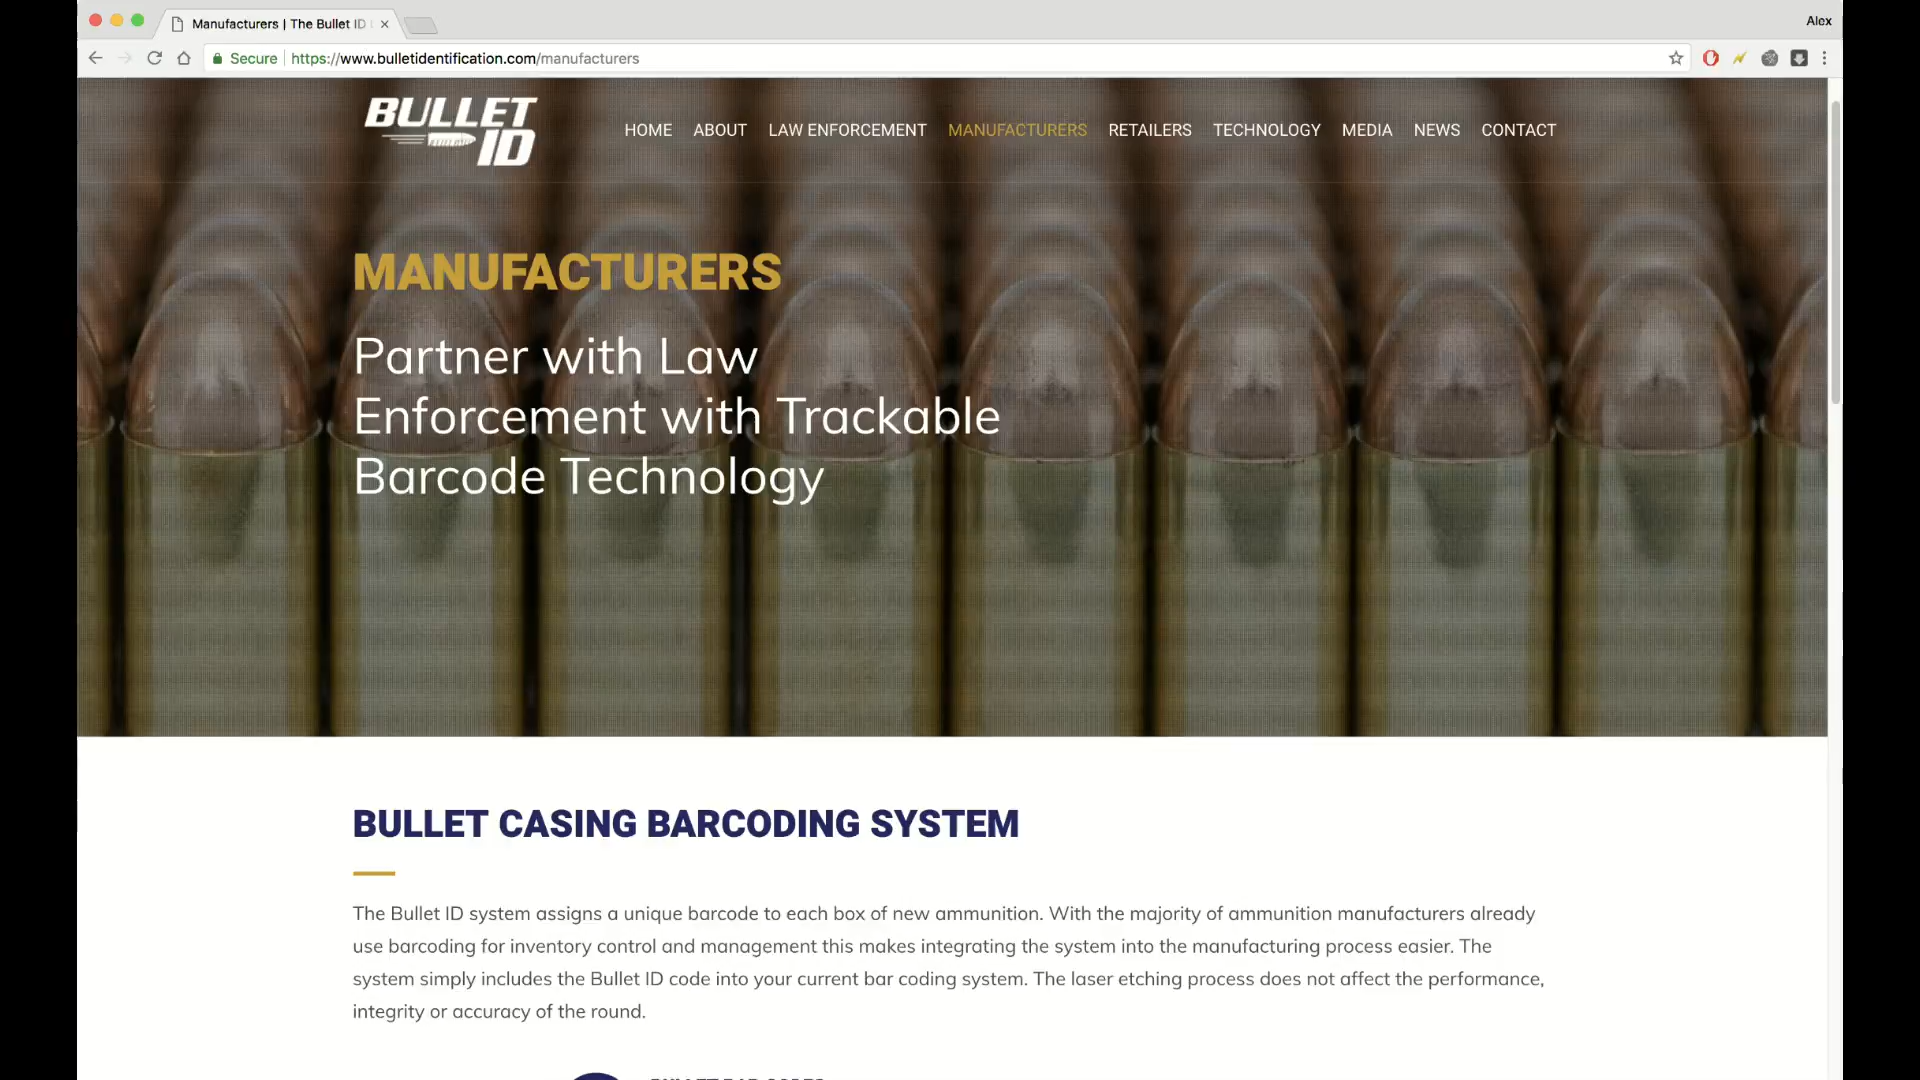 Manufacturers | The Bullet ID
Alex
Secure
https://www.bulletidentification.com/manufacturers
BULLET
ID
HOME ABOUT LAW ENFORCEMENT MANUFACTURERS RETAILERS TECHNOLOGY MEDIA NEWS CONTACT
MANUFACTURERS
Partner with Law
Enforcement with Trackable
Barcode Technology
BULLET CASING BARCODING SYSTEM
The Bullet ID system assigns a unique barcode to each box of new ammunition. With the majority of ammunition manufacturers already
use barcoding for inventory control and management this makes integrating the system into the manufacturing process easier. The
system simply includes the Bullet ID code into your current bar coding system. The laser etching process does not affect the performance,
integrity or accuracy of the round.